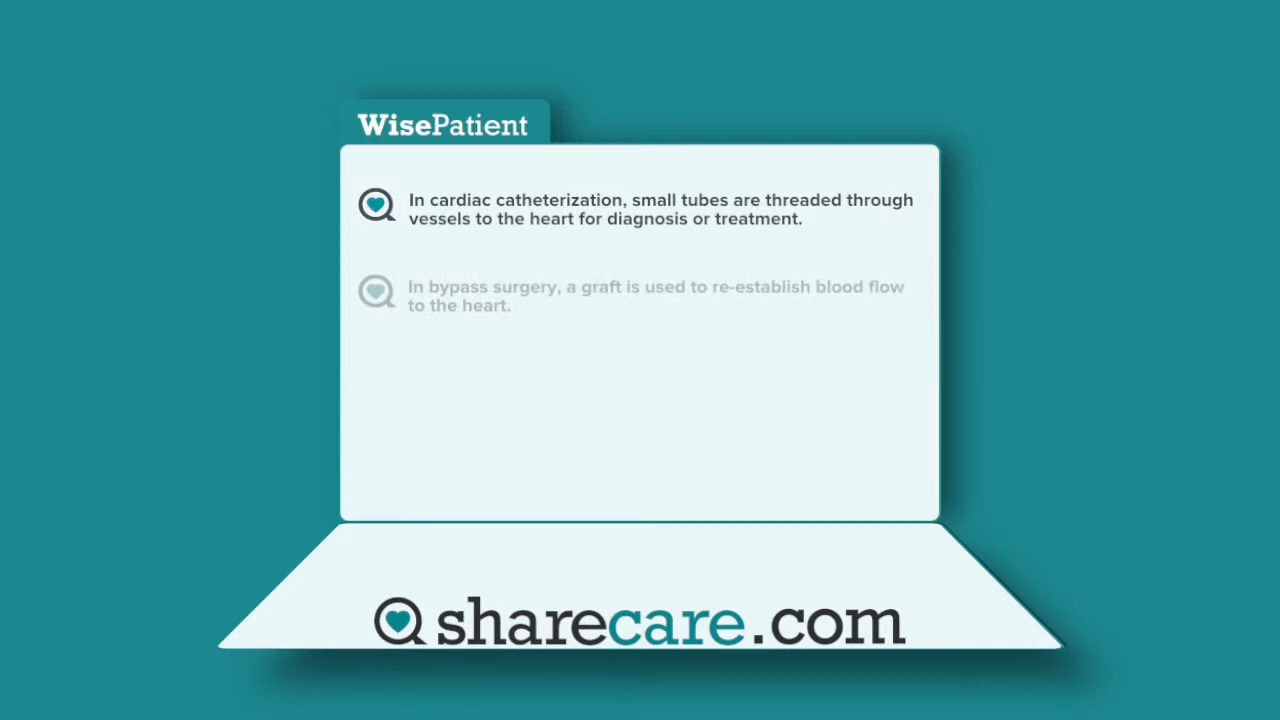 WisePatient
In cardiac catheterization, small tubes are threaded through
vessels to the heart for diagnosis or treatment.
In bypass surgery, a graft is used to re-establish blood flow
to the heart.
sharecare.com